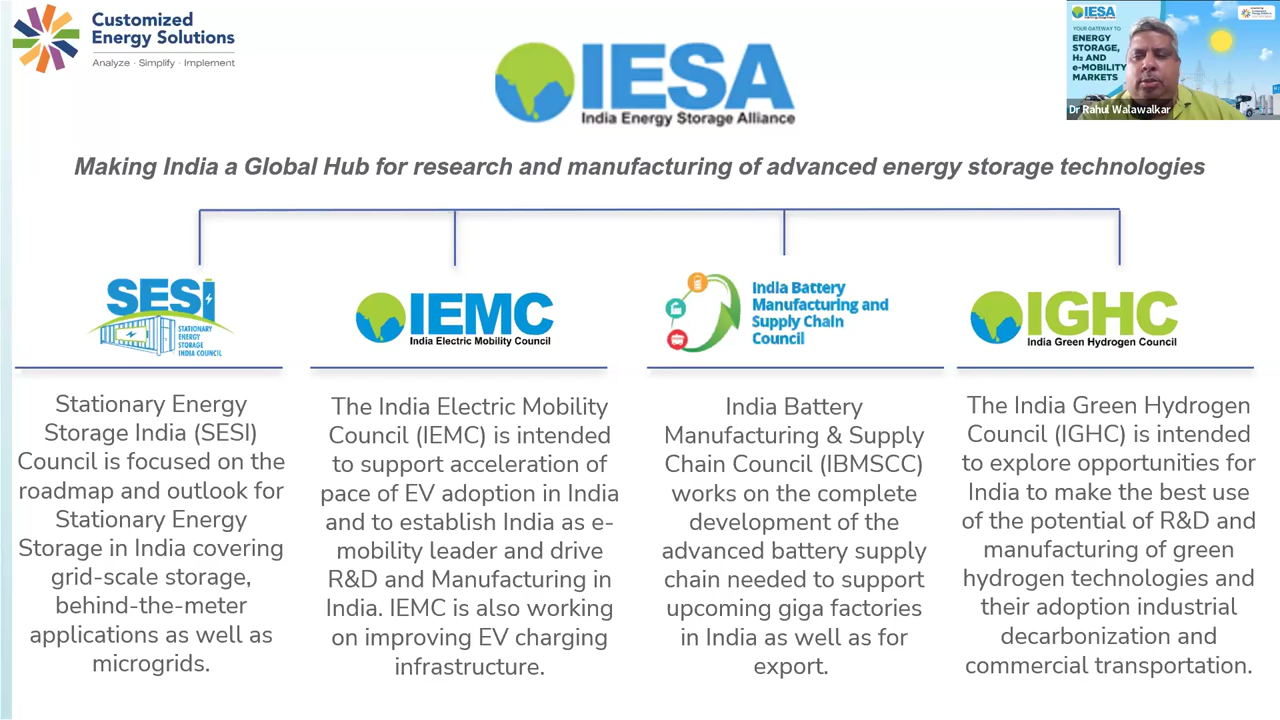 Customized
Energy Solutions
Analyze · Simplify · Implement
IESA
India Energy Storage Alliance
IESA
YOUR GATEWAY TO
ENERGY
STORAGE,
H₂ AND
e-MOBILITY
MARKETS
Dr Rahul Walawalkar
Making India a Global Hub for research and manufacturing of advanced energy storage technologies
SESI
STATIONARY
ENERGY
STORAGE
INDIA COUNCIL
Stationary Energy
Storage India (SESI)
Council is focused on the
roadmap and outlook for
Stationary Energy
Storage in India covering
grid-scale storage,
behind-the-meter
applications as well as
microgrids.
IEMC
India Electric Mobility Council
The India Electric Mobility
Council (IEMC) is intended
to support acceleration of
pace of EV adoption in India
and to establish India as e-
mobility leader and drive
R&D and Manufacturing in
India. IEMC is also working
on improving EV charging
infrastructure.
India Battery
Manufacturing and
Supply Chain
Council
India Battery
Manufacturing & Supply
Chain Council (IBMSCC)
works on the complete
development of the
advanced battery supply
chain needed to support
upcoming giga factories
in India as well as for
export.
IGHC
India Green Hydrogen Council
The India Green Hydrogen
Council (IGHC) is intended
to explore opportunities for
India to make the best use
of the potential of R&D and
manufacturing of green
hydrogen technologies and
their adoption industrial
decarbonization and
commercial transportation.